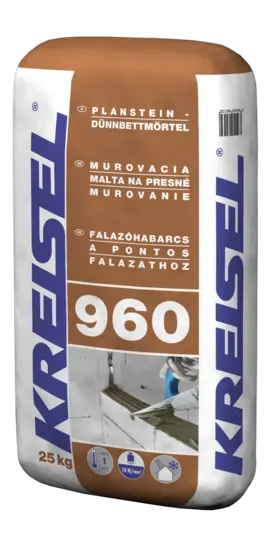 PLANSTEIN -
DÜNNBETTMÖRTEL
MUROVACIA
MALTA NA PRESNÉ
MUROVANIE
FALAZÓHABARCS
A PONTOS
FALAZATHOZ
960
KREISEL®
KREISEL®
25 kg